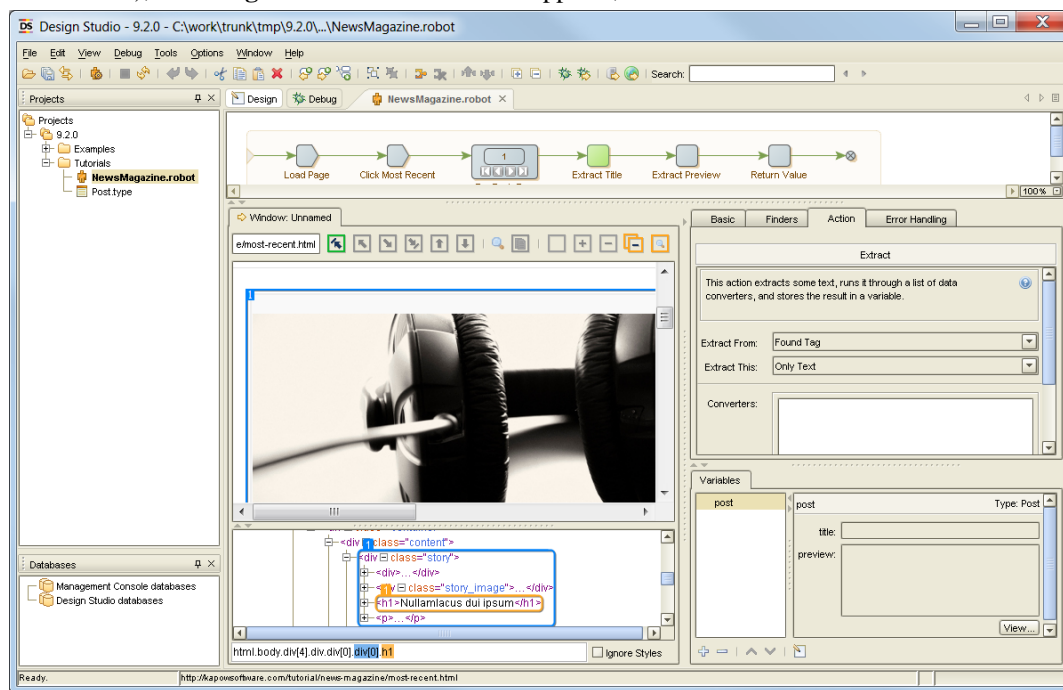 DS Design Studio - 9.2.0 - C:\work\trunk\tmp\9.2.0\...\NewsMagazine.robot
File Edit View Debug Tools Options Window Help
Search:
Projects
Design Debug NewsMagazine.robot
Projects
9.2.0
Examples
Tutorials
NewsMagazine.robot
Post.type
1
Load Page Click Most Recent Extract Title Extract Preview Return Value
100%
Window: Unnamed
e/most-recent.html
1
Basic Finders Action Error Handling
Extract
This action extracts some text, runs it through a list of data
converters, and stores the result in a variable.
Extract From: Found Tag
Extract This: Only Text
Converters:
Variables
post
post Type: Post
title:
preview:
View...
<div class="content">
1
<div class="story">
<div>...</div>
<div class="story_image">...</div>
1
<h1>Nullamlacus dui ipsum</h1>
<p>...</p>
html.body.div[4].div.div[0].div[0].h1
Ignore Styles
Databases
Management Console databases
Design Studio databases
Ready. http://kapowsoftware.com/tutorial/news-magazine/most-recent.html